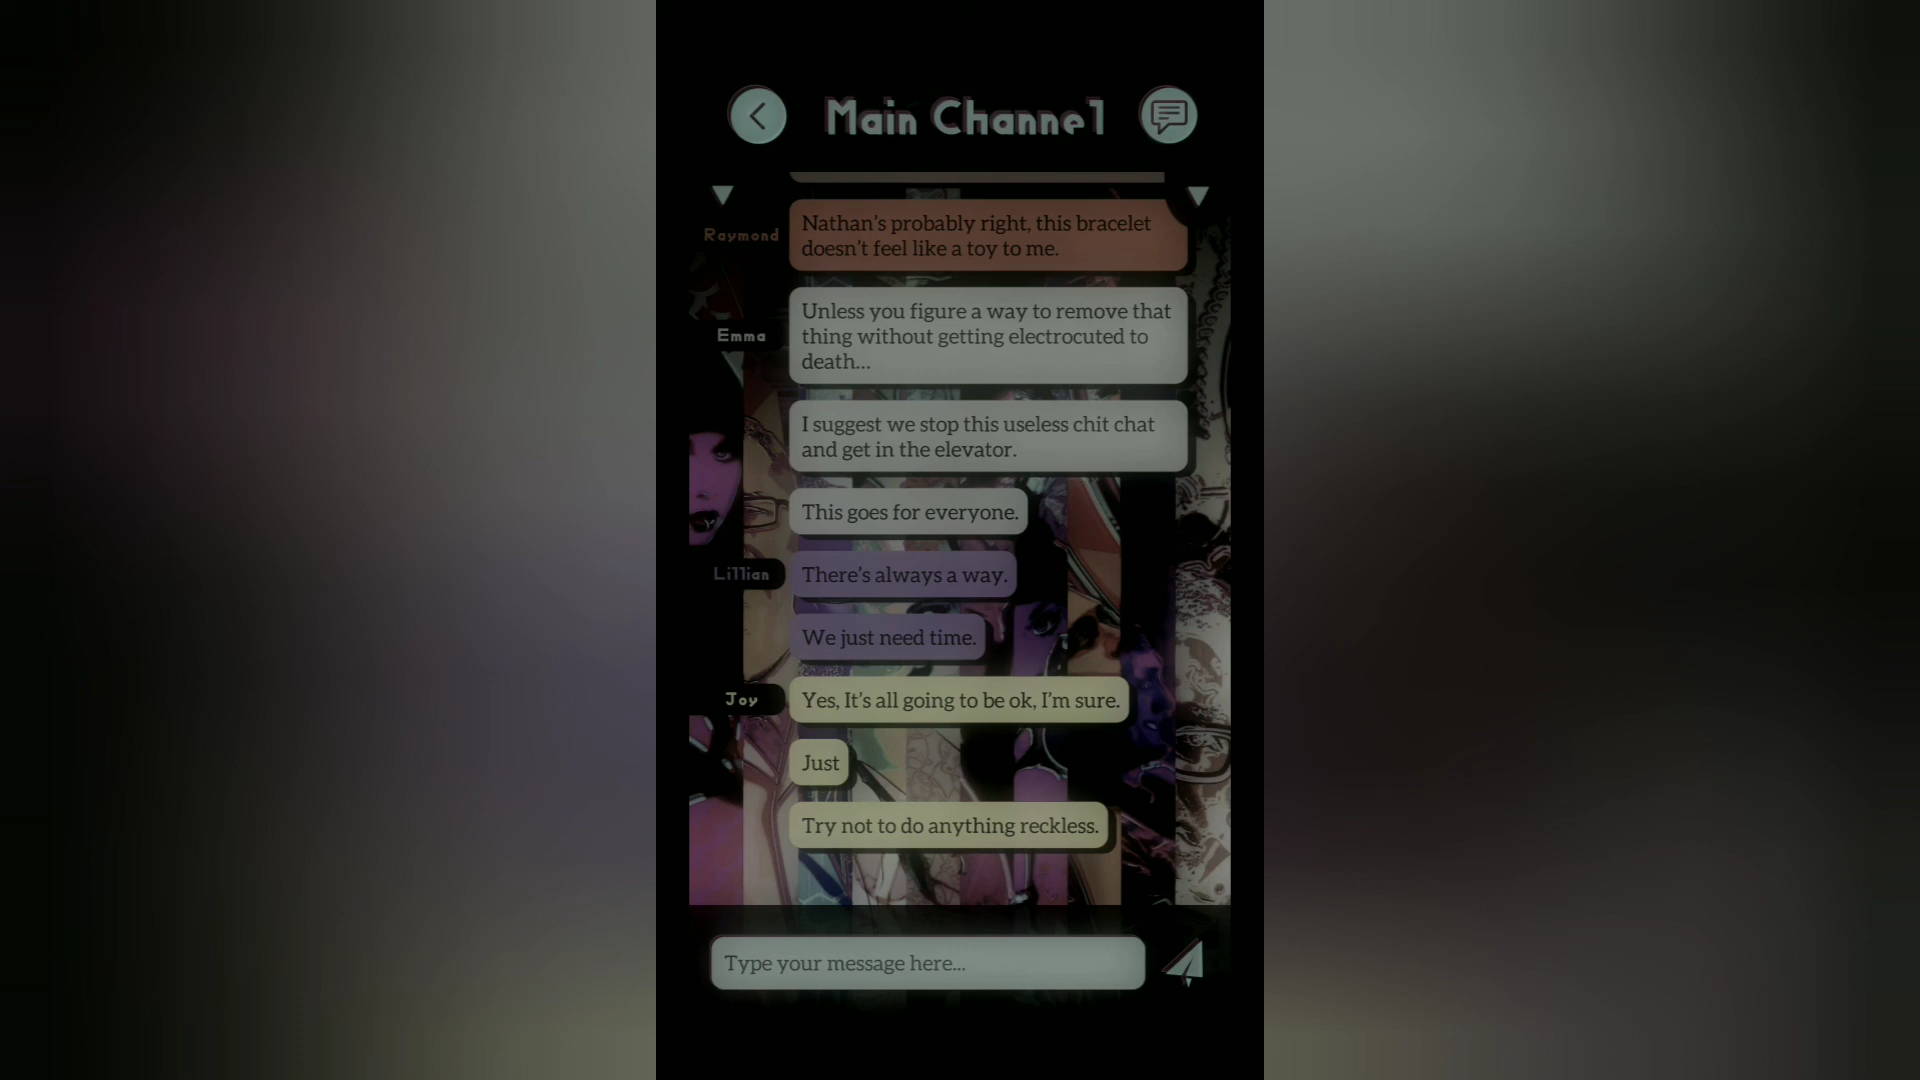 Main Channel
Raymond
Nathan's probably right, this bracelet
doesn't feel like a toy to me.
Emma
Unless you figure a way to remove that
thing without getting electrocuted to
death...
I suggest we stop this useless chit chat
and get in the elevator.
This goes for everyone.
Lillian
There's always a way.
We just need time.
Joy
Yes, It's all going to be ok, I'm sure.
Just
Try not to do anything reckless.
Type your message here...